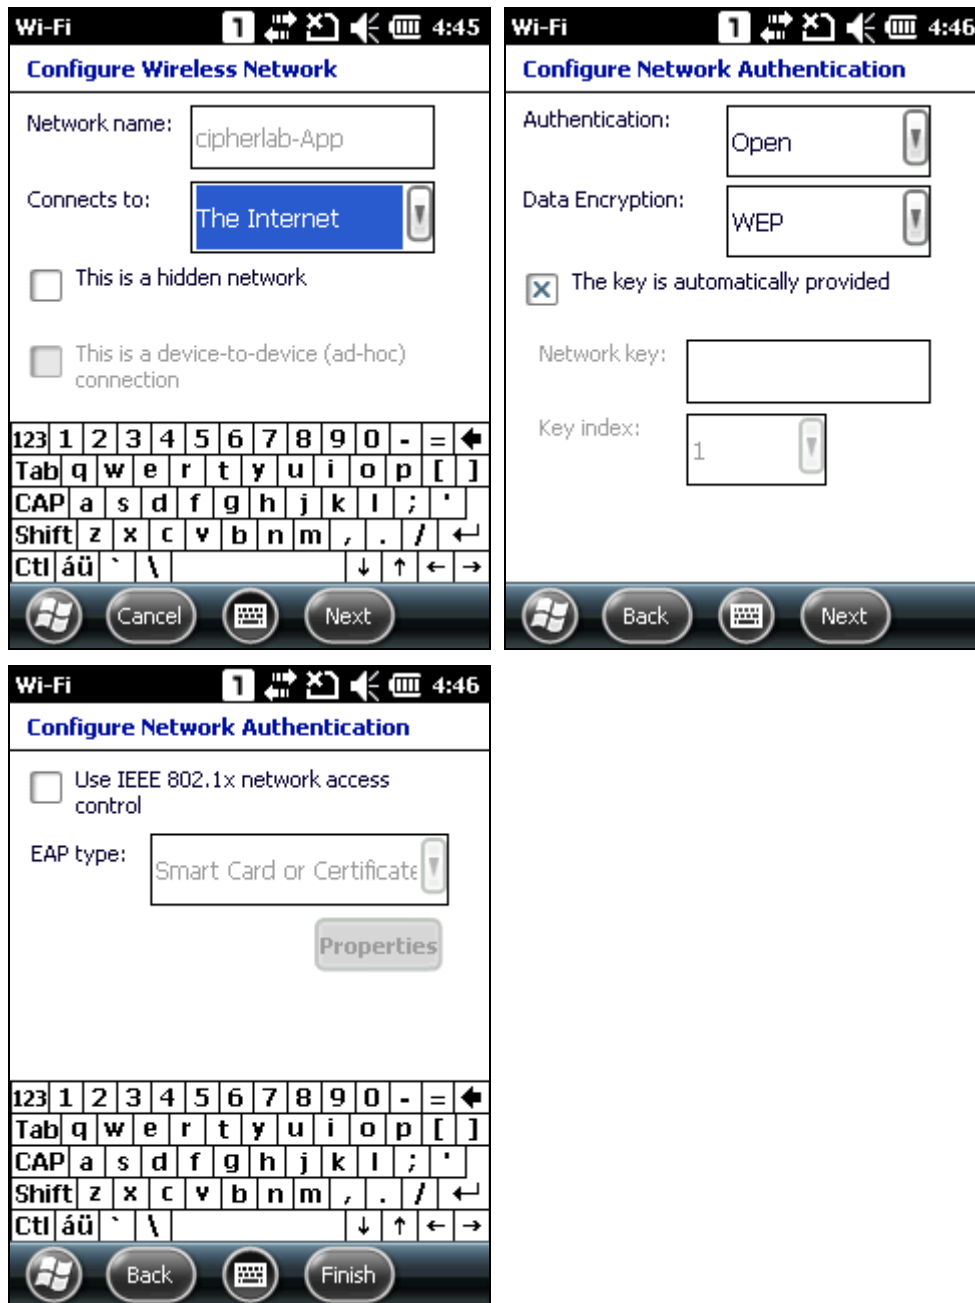 Wi-Fi 1 4:45
Configure Wireless Network
Network name: cipherlab-App
Connects to: The Internet
This is a hidden network
This is a device-to-device (ad-hoc)
connection
123 1 2 3 4 5 6 7 8 9 0 - =
Tab q w e r t y u i o p [ ]
CAP a s d f g h j k l ; '
Shift z x c v b n m , . /
Ctl áü ` \ ↓ ↑ ← →
Cancel Next
Wi-Fi 1 4:46
Configure Network Authentication
Authentication: Open
Data Encryption: WEP
The key is automatically provided
Network key:
Key index: 1
Back Next
Wi-Fi 1 4:46
Configure Network Authentication
Use IEEE 802.1x network access
control
EAP type: Smart Card or Certificate
Properties
123 1 2 3 4 5 6 7 8 9 0 - =
Tab q w e r t y u i o p [ ]
CAP a s d f g h j k l ; '
Shift z x c v b n m , . /
Ctl áü ` \ ↓ ↑ ← →
Back Finish